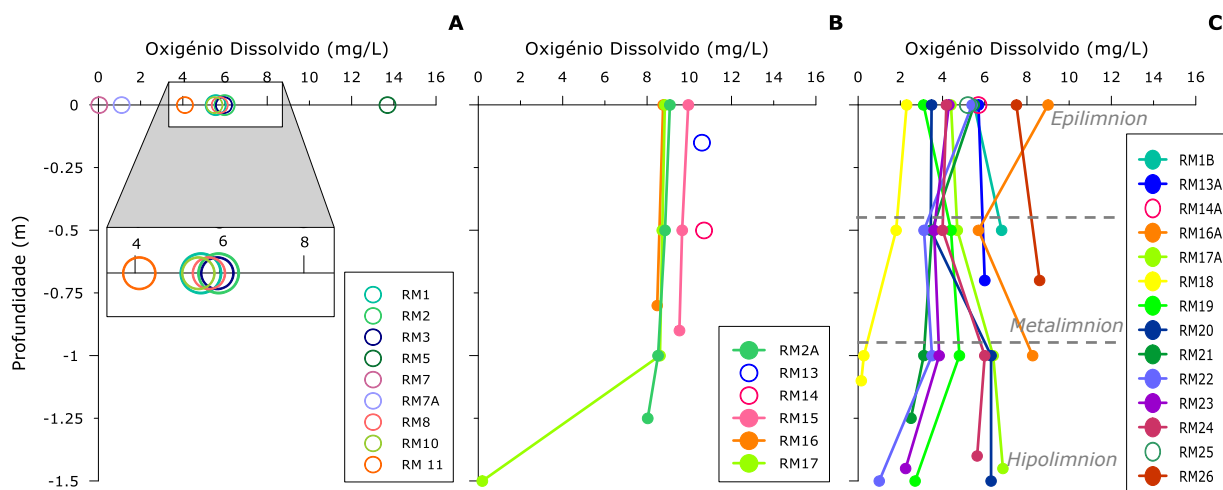 A
B
C
Oxigénio Dissolvido (mg/L)
Oxigénio Dissolvido (mg/L)
Oxigénio Dissolvido (mg/L)
0 2 4 6 8 10 12 14 16
0 2 4 6 8 10 12 14 16
0 2 4 6 8 10 12 14 16
Profundidade (m)
0
-0.25
-0.5
-0.75
-1
-1.25
-1.5
4 6 8
RM1
RM2
RM3
RM5
RM7
RM7A
RM8
RM10
RM 11
RM2A
RM13
RM14
RM15
RM16
RM17
Epilimnion
Metalimnion
Hipolimnion
RM1B
RM13A
RM14A
RM16A
RM17A
RM18
RM19
RM20
RM21
RM22
RM23
RM24
RM25
RM26